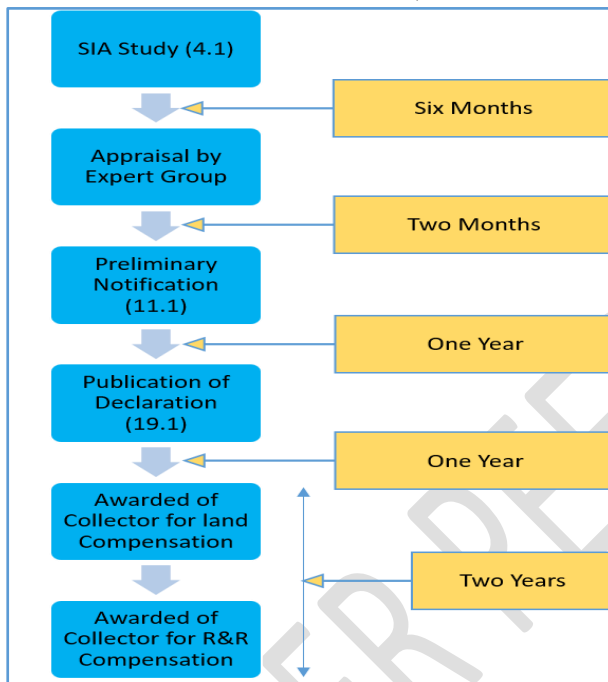 SIA Study (4.1)
Six Months
Appraisal by
Expert Group
Two Months
Preliminary
Notification
(11.1)
One Year
Publication of
Declaration
(19.1)
One Year
Awarded of
Collector for land
Compensation
Two Years
Awarded of
Collector for R&R
Compensation